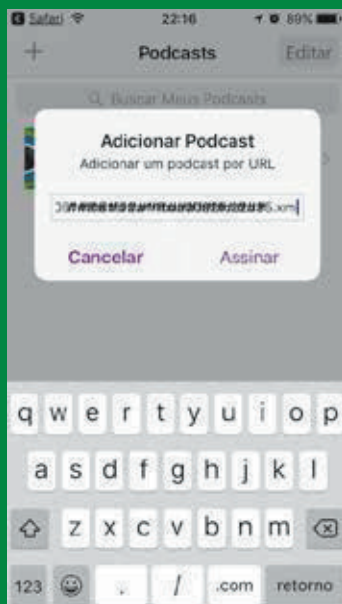 Safari 22:16 89%
+ Podcasts Editar
Buscar Meus Podcasts
Adicionar Podcast
Adicionar um podcast por URL
Cancelar Assinar
q w e r t y u i o p
a s d f g h j k l
z x c v b n m
123 . / .com retorno